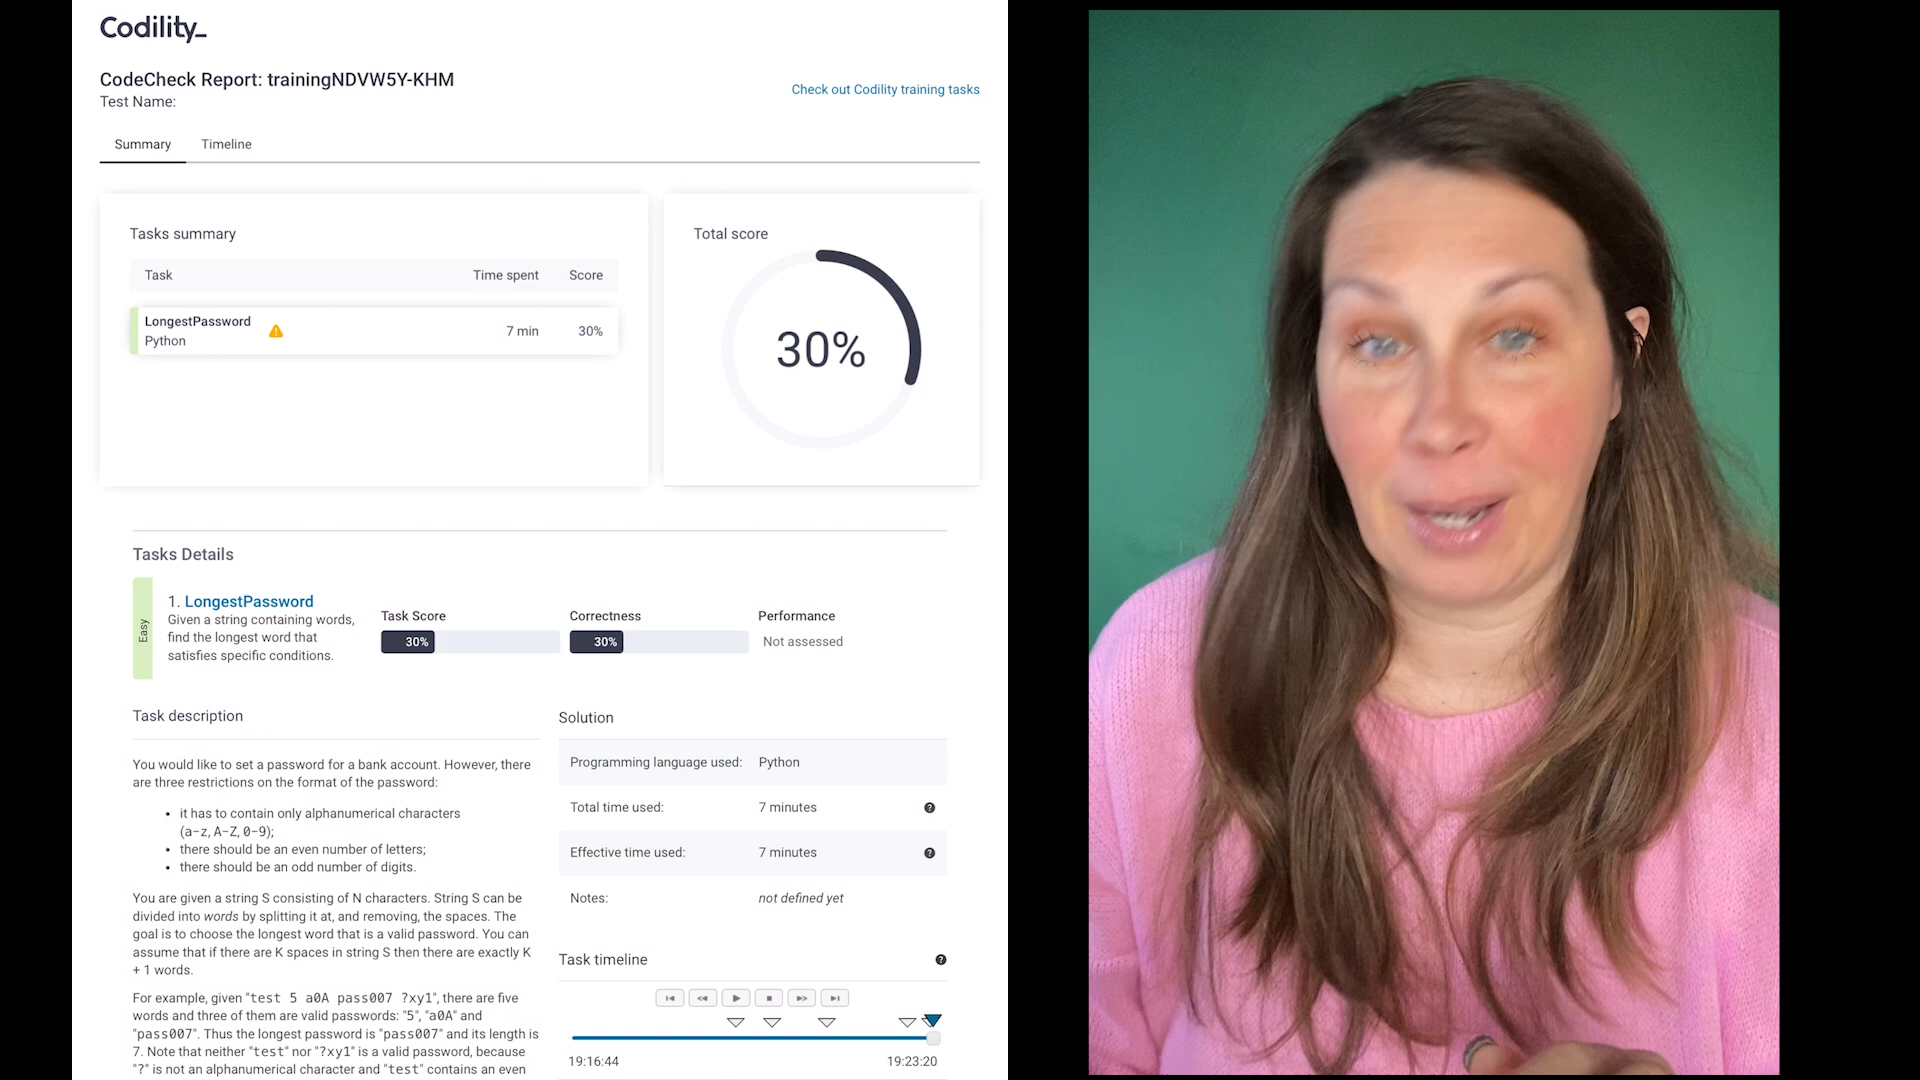 Codility_
CodeCheck Report: trainingNDVW5Y-KHM
Test Name:
Check out Codility training tasks
Summary
Timeline
Tasks summary
Task
Time spent
Score
LongestPassword
Python
7 min
30%
Total score
30%
Tasks Details
Easy
1. LongestPassword
Given a string containing words,
find the longest word that
satisfies specific conditions.
Task Score
30%
Correctness
30%
Performance
Not assessed
Task description
You would like to set a password for a bank account. However, there
are three restrictions on the format of the password:
• it has to contain only alphanumerical characters
(a-z, A-Z, 0-9);
• there should be an even number of letters;
• there should be an odd number of digits.
You are given a string S consisting of N characters. String S can be
divided into words by splitting it at, and removing, the spaces. The
goal is to choose the longest word that is a valid password. You can
assume that if there are K spaces in string S then there are exactly K
+ 1 words.
For example, given "test 5 a0A pass007 ?xy1", there are five
words and three of them are valid passwords: "5", "a0A" and
"pass007". Thus the longest password is "pass007" and its length is
7. Note that neither "test" nor "?xy1" is a valid password, because
"?" is not an alphanumerical character and "test" contains an even
Solution
Programming language used: Python
Total time used: 7 minutes
Effective time used: 7 minutes
Notes: not defined yet
Task timeline
19:16:44
19:23:20